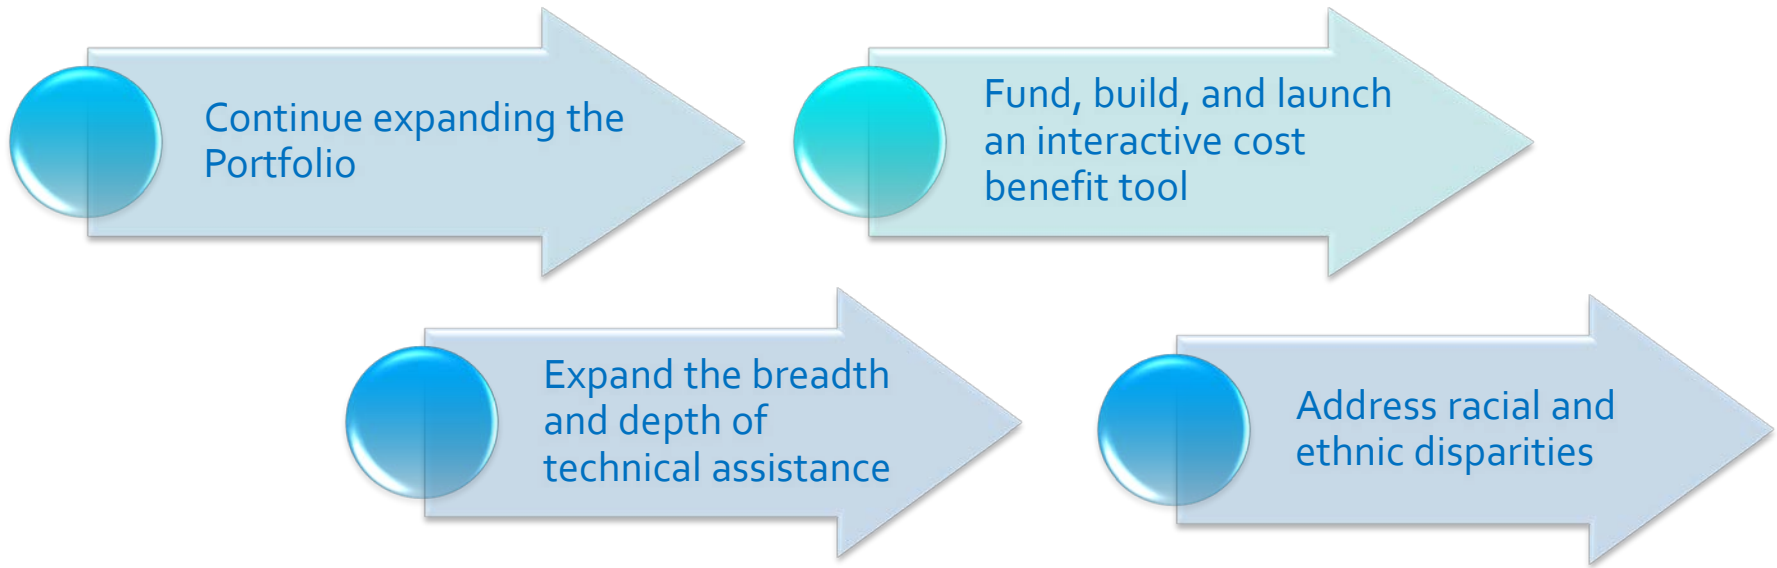 Continue expanding the
Portfolio
Fund, build, and launch
an interactive cost
benefit tool
Expand the breadth
and depth of
technical assistance
Address racial and
ethnic disparities